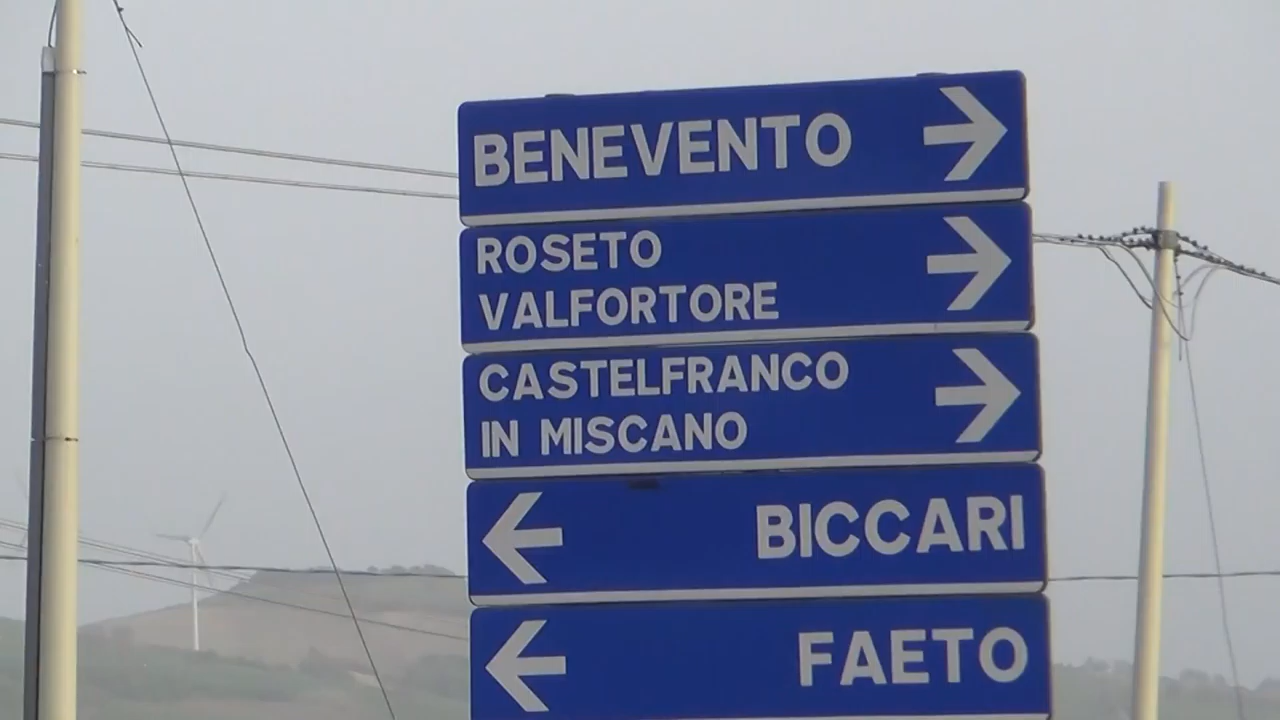 BENEVENTO
ROSETO
VALFORTORE
CASTELFRANCO
IN MISCANO
BICCARI
FAETO